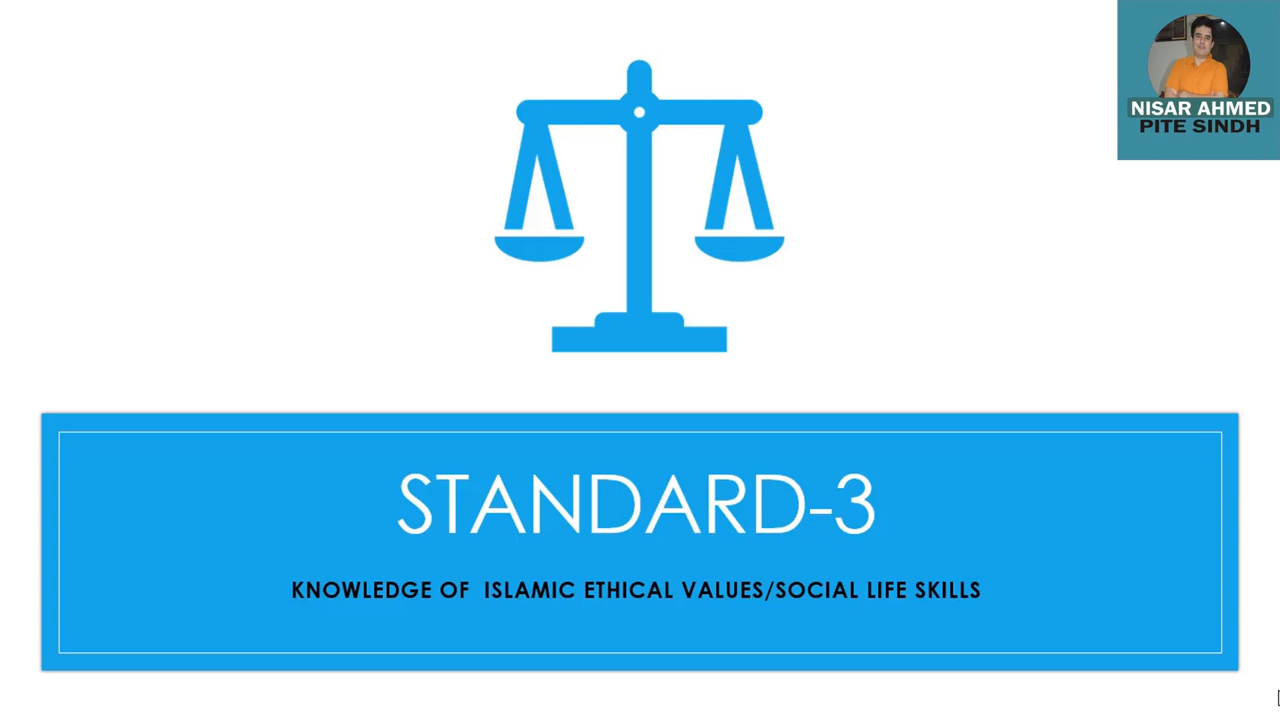 NISAR AHMED
PITE SINDH
STANDARD-3
KNOWLEDGE OF ISLAMIC ETHICAL VALUES/SOCIAL LIFE SKILLS